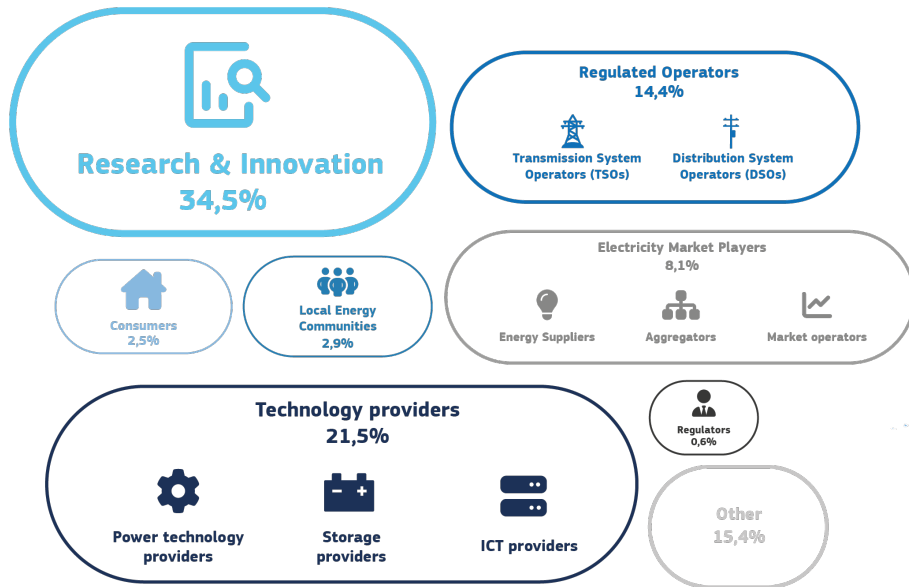 Research & Innovation
34,5%
Regulated Operators
14,4%
Transmission System
Operators (TSOs)
Distribution System
Operators (DSOs)
Consumers
2,5%
Local Energy
Communities
2,9%
Electricity Market Players
8,1%
Energy Suppliers
Aggregators
Market operators
Technology providers
21,5%
Power technology
providers
Storage
providers
ICT providers
Regulators
0,6%
Other
15,4%